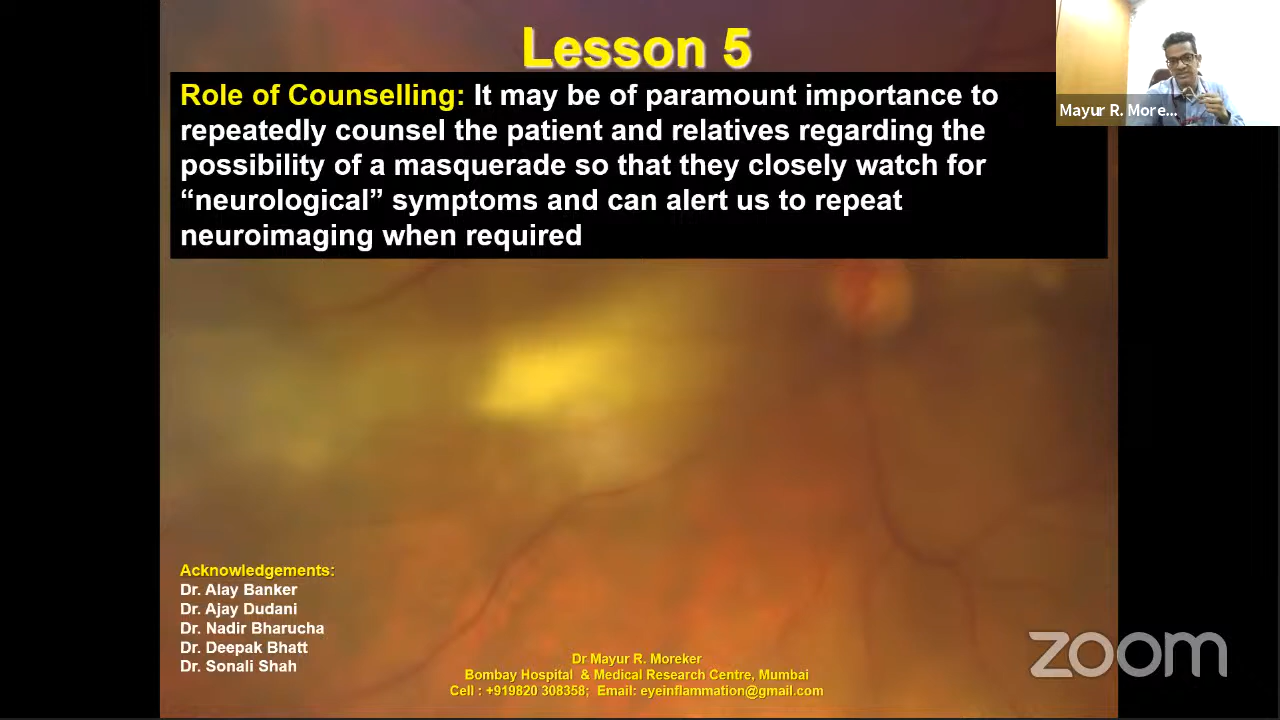 Lesson 5
Role of Counselling: It may be of paramount importance to
repeatedly counsel the patient and relatives regarding the
possibility of a masquerade so that they closely watch for
“neurological” symptoms and can alert us to repeat
neuroimaging when required
Mayur R. More...
Acknowledgements:
Dr. Alay Banker
Dr. Ajay Dudani
Dr. Nadir Bharucha
Dr. Deepak Bhatt
Dr. Sonali Shah
Dr Mayur R. Moreker
Bombay Hospital & Medical Research Centre, Mumbai
Cell : +919820 308358; Email: eyeinflammation@gmail.com
zoom